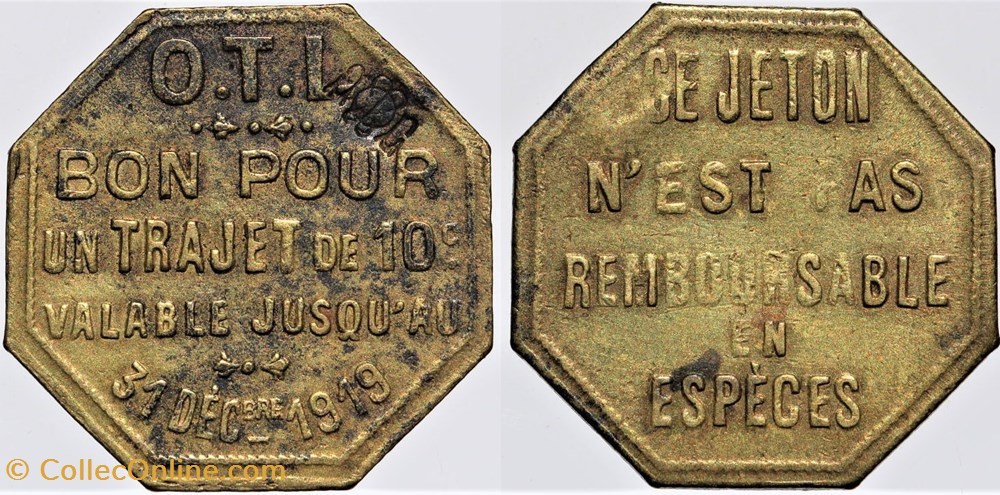 O.T.L
BON POUR
UN TRAJET DE 10C
VALABLE JUSQU'AU
31 DÉCBRE 1919
CE JETON
N'EST PAS
REMBOURSABLE
EN
ESPÈCES
© CollecOnline.com